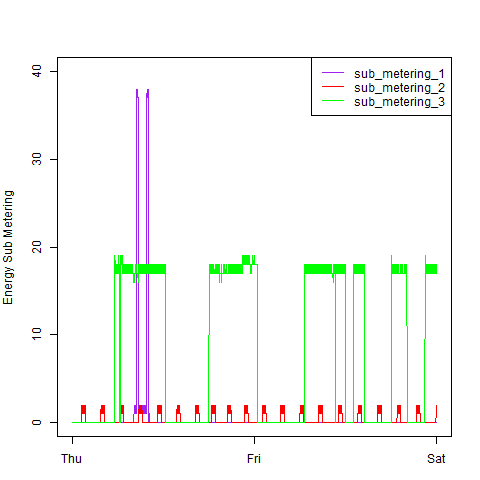 sub_metering_1
sub_metering_2
sub_metering_3
Energy Sub Metering
40
30
20
10
0
Thu Fri Sat